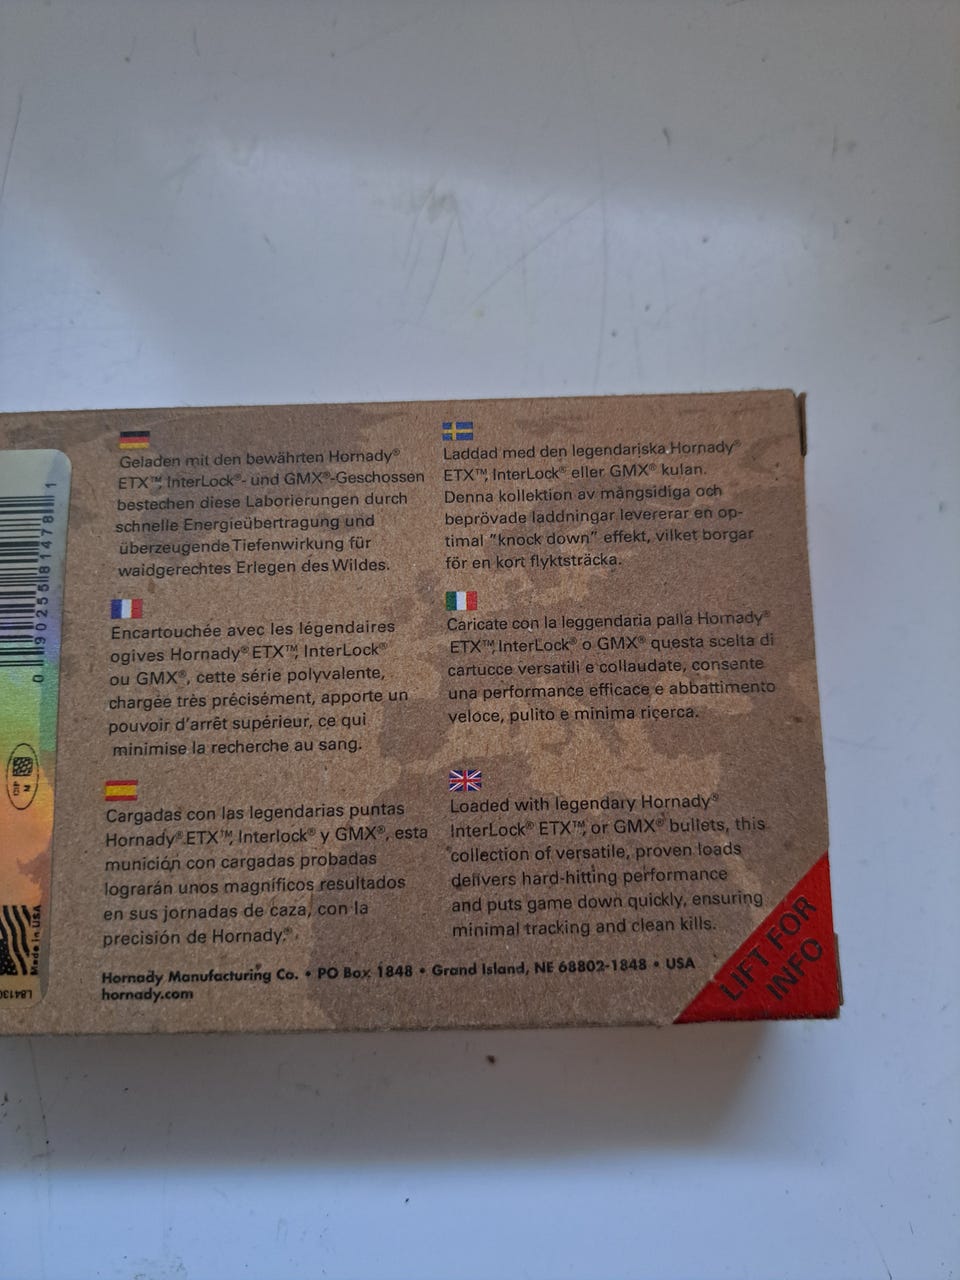 Geladen mit den bewährten Hornady®
ETX™, InterLock®- und GMX®-Geschossen
bestechen diese Laborierungen durch
schnelle Energieübertragung und
überzeugende Tiefenwirkung für
waidgerechtes Erlegen des Wildes.
Laddad med den legendariska Hornady®
ETX™, InterLock® eller GMX® kulan.
Denna kollektion av mångsidiga och
beprövade laddningar levererar en op-
timal "knock down" effekt, vilket borgar
för en kort flyktsträcka.
Encartouchée avec les légendaires
ogives Hornady® ETX™, InterLock®
ou GMX®, cette série polyvalente,
chargée très précisément, apporte un
pouvoir d'arrêt supérieur, ce qui
minimise la recherche au sang.
Caricate con la leggendaria palla Hornady®
ETX™, InterLock® o GMX® questa scelta di
cartucce versatili e collaudate, consente
una performance efficace e abbattimento
veloce, pulito e minima ricerca.
Cargadas con las legendarias puntas
Hornady® ETX™, Interlock® y GMX®, esta
munición con cargadas probadas
lograrán unos magníficos resultados
en sus jornadas de caza, con la
precisión de Hornady.®
Loaded with legendary Hornady®
InterLock® ETX™, or GMX® bullets, this
collection of versatile, proven loads
delivers hard-hitting performance
and puts game down quickly, ensuring
minimal tracking and clean kills.
Hornady Manufacturing Co. • PO Box 1848 • Grand Island, NE 68802-1848 • USA
hornady.com
LIFT FOR
INFO
0 90255 81478 1
CIP
M
Made in USA